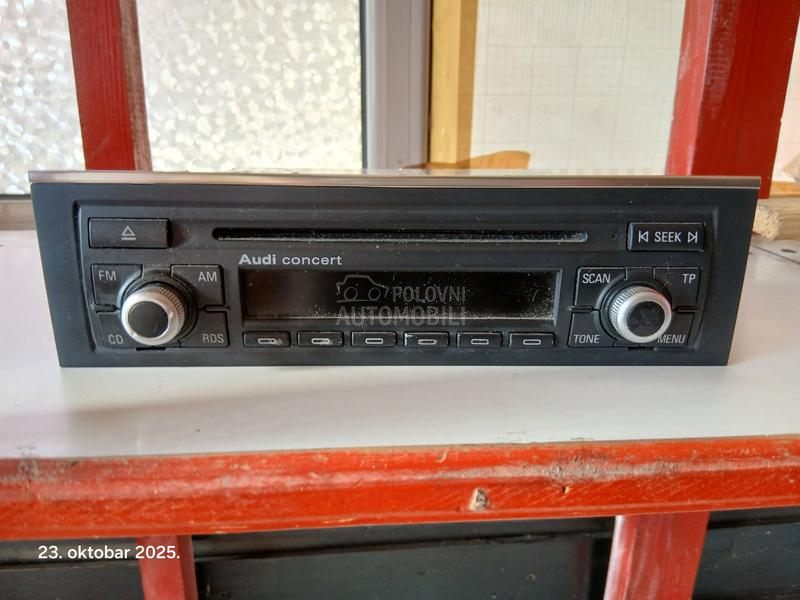 SEEK
Audi concert
FM
AM
SCAN
TP
POLOVNI
AUTOMOBILI
CD
RDS
TONE
MENU
23. oktobar 2025.